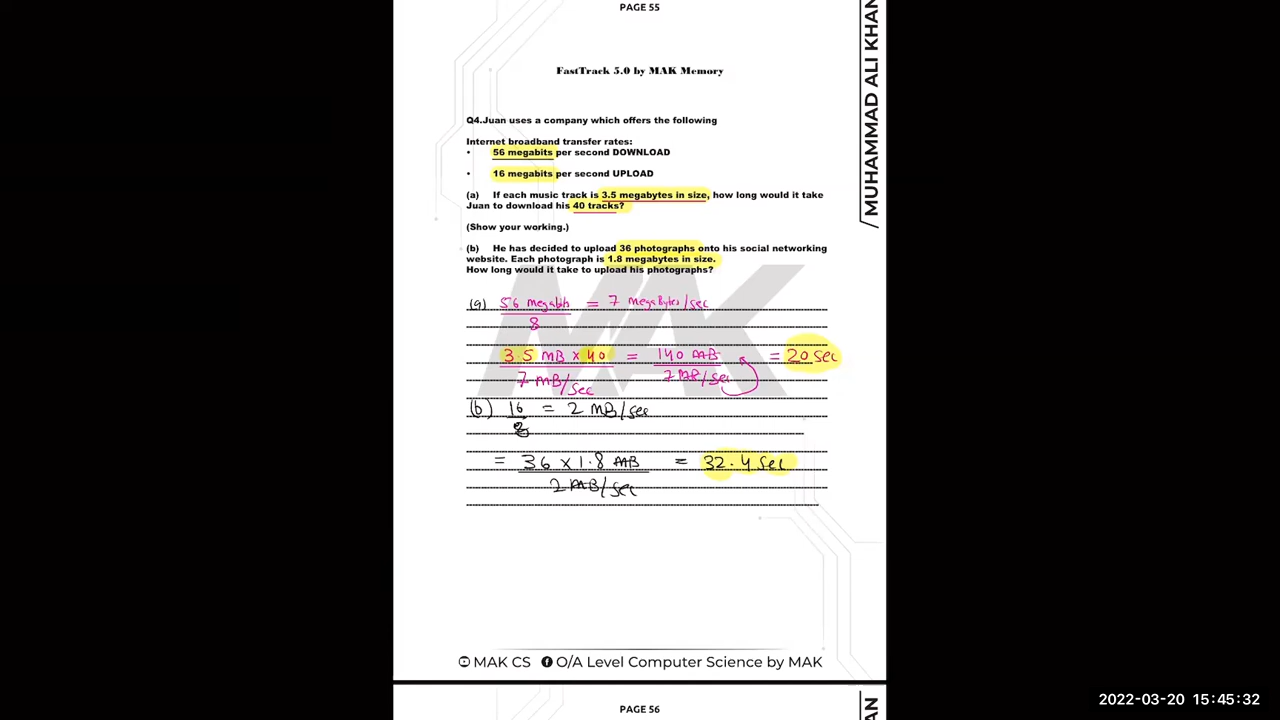 PAGE 55
MUHAMMAD ALI KHAN
FastTrack 5.0 by MAK Memory
Q4.Juan uses a company which offers the following
Internet broadband transfer rates:
• 56 megabits per second DOWNLOAD
• 16 megabits per second UPLOAD
(a) If each music track is 3.5 megabytes in size, how long would it take
Juan to download his 40 tracks?
(Show your working.)
(b) He has decided to upload 36 photographs onto his social networking
website. Each photograph is 1.8 megabytes in size.
How long would it take to upload his photographs?
MAK
(a) 56 megabits = 7 MegaBytes/sec
8
3.5 MB × 40 = 140 MB = 20 sec
7 MB/sec 7 MB/sec
(b) 16 = 2 MB/sec
8
= 36 × 1.8 MB = 32.4 sec
2 MB/sec
MAK CS O/A Level Computer Science by MAK
2022-03-20 15:45:32
PAGE 56
AN